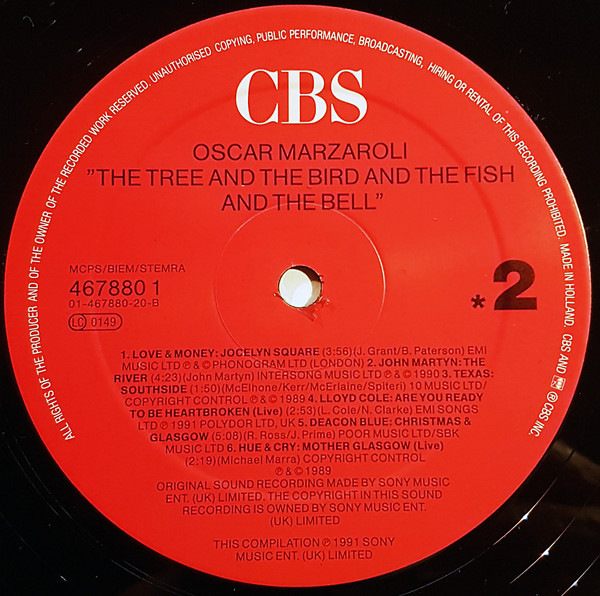 ALL RIGHTS OF THE PRODUCER AND OF THE OWNER OF THE RECORDED WORK RESERVED. UNAUTHORISED COPYING, PUBLIC PERFORMANCE, BROADCASTING, HIRING OR RENTAL OF THIS RECORDING PROHIBITED. MADE IN HOLLAND. CBS AND ® CBS INC.
CBS
OSCAR MARZAROLI
"THE TREE AND THE BIRD AND THE FISH
AND THE BELL"
MCPS/BIEM/STEMRA
467880 1
01-467880-20-B
LC 0149
*2
1. LOVE & MONEY: JOCELYN SQUARE (3:56)(J. Grant/B. Paterson) EMI
MUSIC LTD ℗ & © PHONOGRAM LTD (LONDON) 2. JOHN MARTYN: THE
RIVER (4:23)(John Martyn) INTERSONG MUSIC LTD ℗ & © 1990 3. TEXAS:
SOUTHSIDE (1:50)(McElhone/Kerr/McErlaine/Spiteri) 10 MUSIC LTD/
COPYRIGHT CONTROL ℗ & © 1989 4. LLOYD COLE: ARE YOU READY
TO BE HEARTBROKEN (Live) (2:53)(L. Cole/N. Clarke) EMI SONGS
LTD ℗ 1991 POLYDOR LTD, UK 5. DEACON BLUE: CHRISTMAS &
GLASGOW (5:08)(R. Ross/J. Prime) POOR MUSIC LTD/SBK
MUSIC LTD 6. HUE & CRY: MOTHER GLASGOW (Live)
(2:19)(Michael Marra) COPYRIGHT CONTROL
℗ & © 1989
ORIGINAL SOUND RECORDING MADE BY SONY MUSIC
ENT. (UK) LIMITED. THE COPYRIGHT IN THIS SOUND
RECORDING IS OWNED BY SONY MUSIC ENT.
(UK) LIMITED
THIS COMPILATION ℗ 1991 SONY
MUSIC ENT. (UK) LIMITED